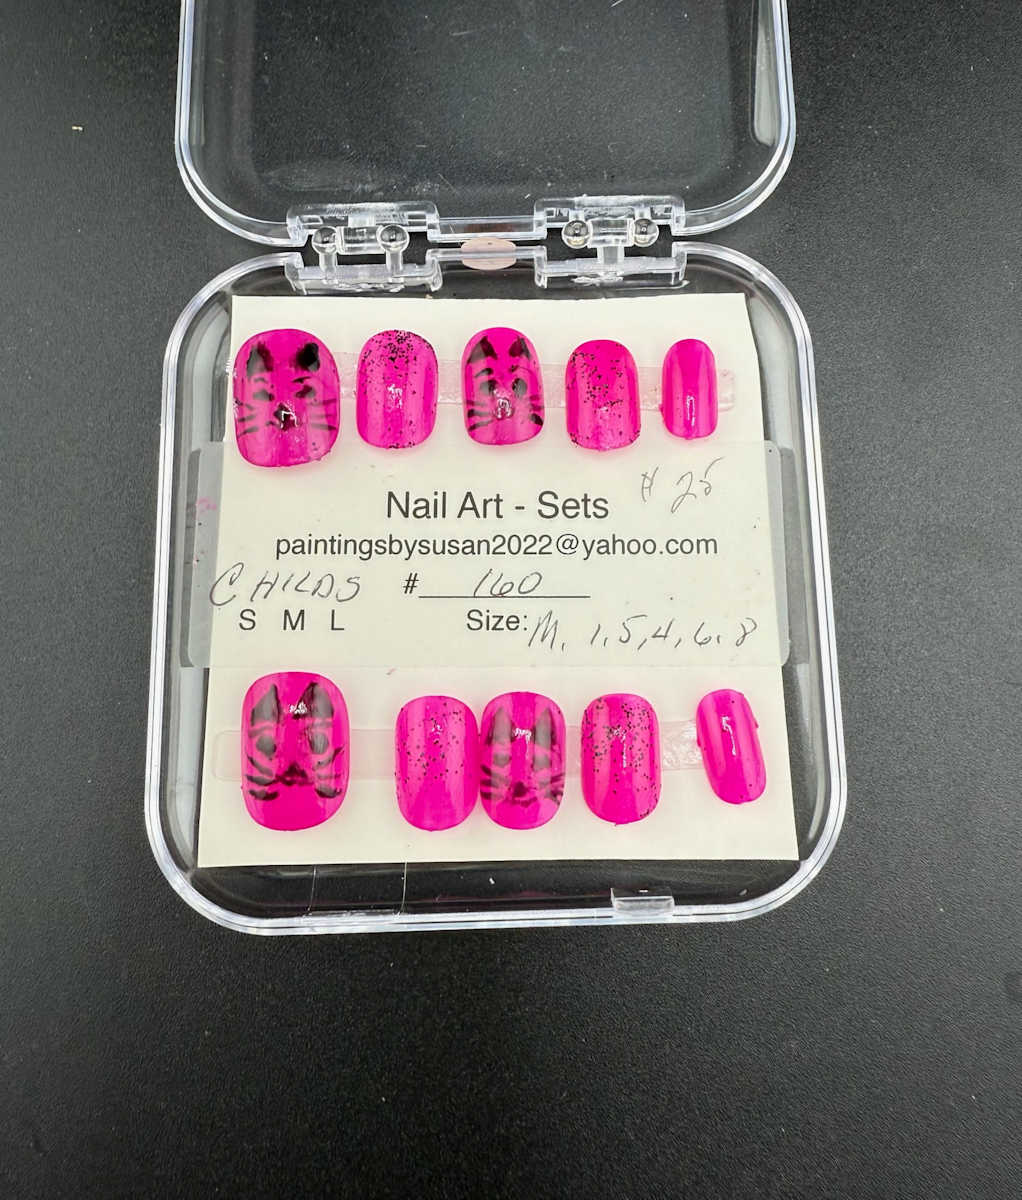 Nail Art - Sets # 25
paintingsbysusan2022@yahoo.com
CHILDS # 160
S M L Size: M. 1, 5, 4, 6, 8